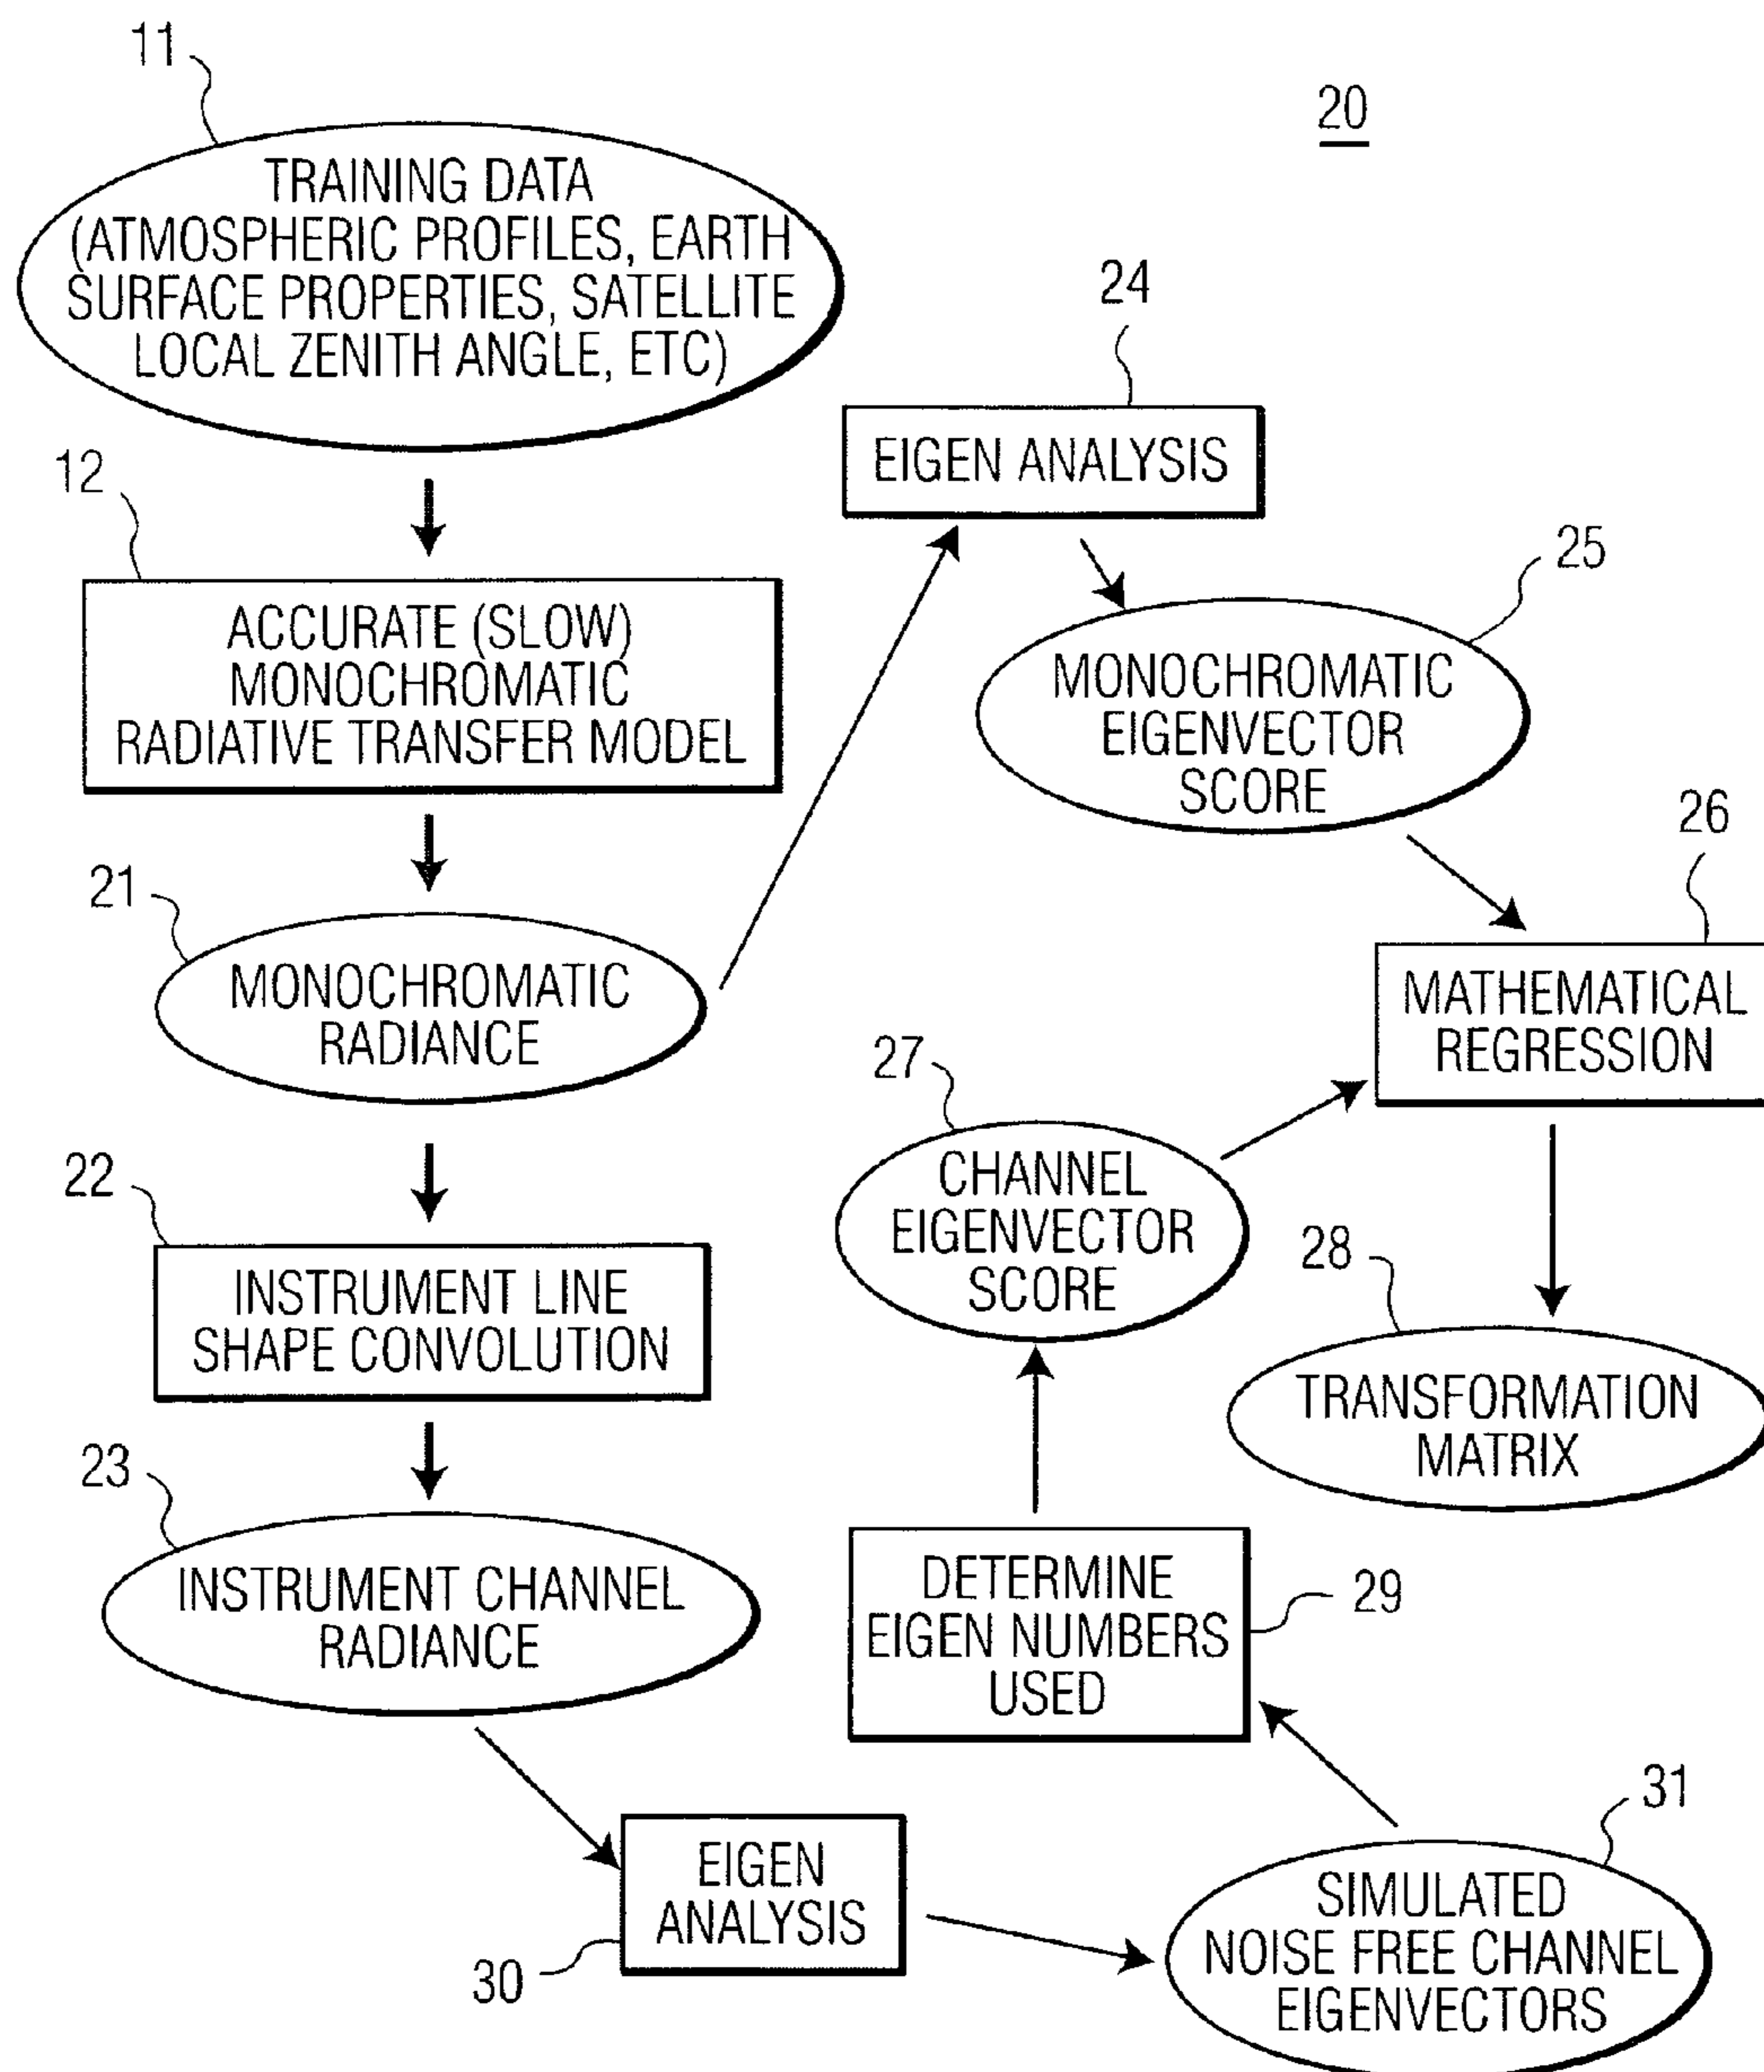 11
20
TRAINING DATA
(ATMOSPHERIC PROFILES, EARTH
SURFACE PROPERTIES, SATELLITE
LOCAL ZENITH ANGLE, ETC)
24
EIGEN ANALYSIS
12
ACCURATE (SLOW)
MONOCHROMATIC
RADIATIVE TRANSFER MODEL
25
MONOCHROMATIC
EIGENVECTOR
SCORE
26
MATHEMATICAL
REGRESSION
21
MONOCHROMATIC
RADIANCE
27
CHANNEL
EIGENVECTOR
SCORE
22
INSTRUMENT LINE
SHAPE CONVOLUTION
28
TRANSFORMATION
MATRIX
23
INSTRUMENT CHANNEL
RADIANCE
DETERMINE
EIGEN NUMBERS
USED
29
30
EIGEN
ANALYSIS
31
SIMULATED
NOISE FREE CHANNEL
EIGENVECTORS